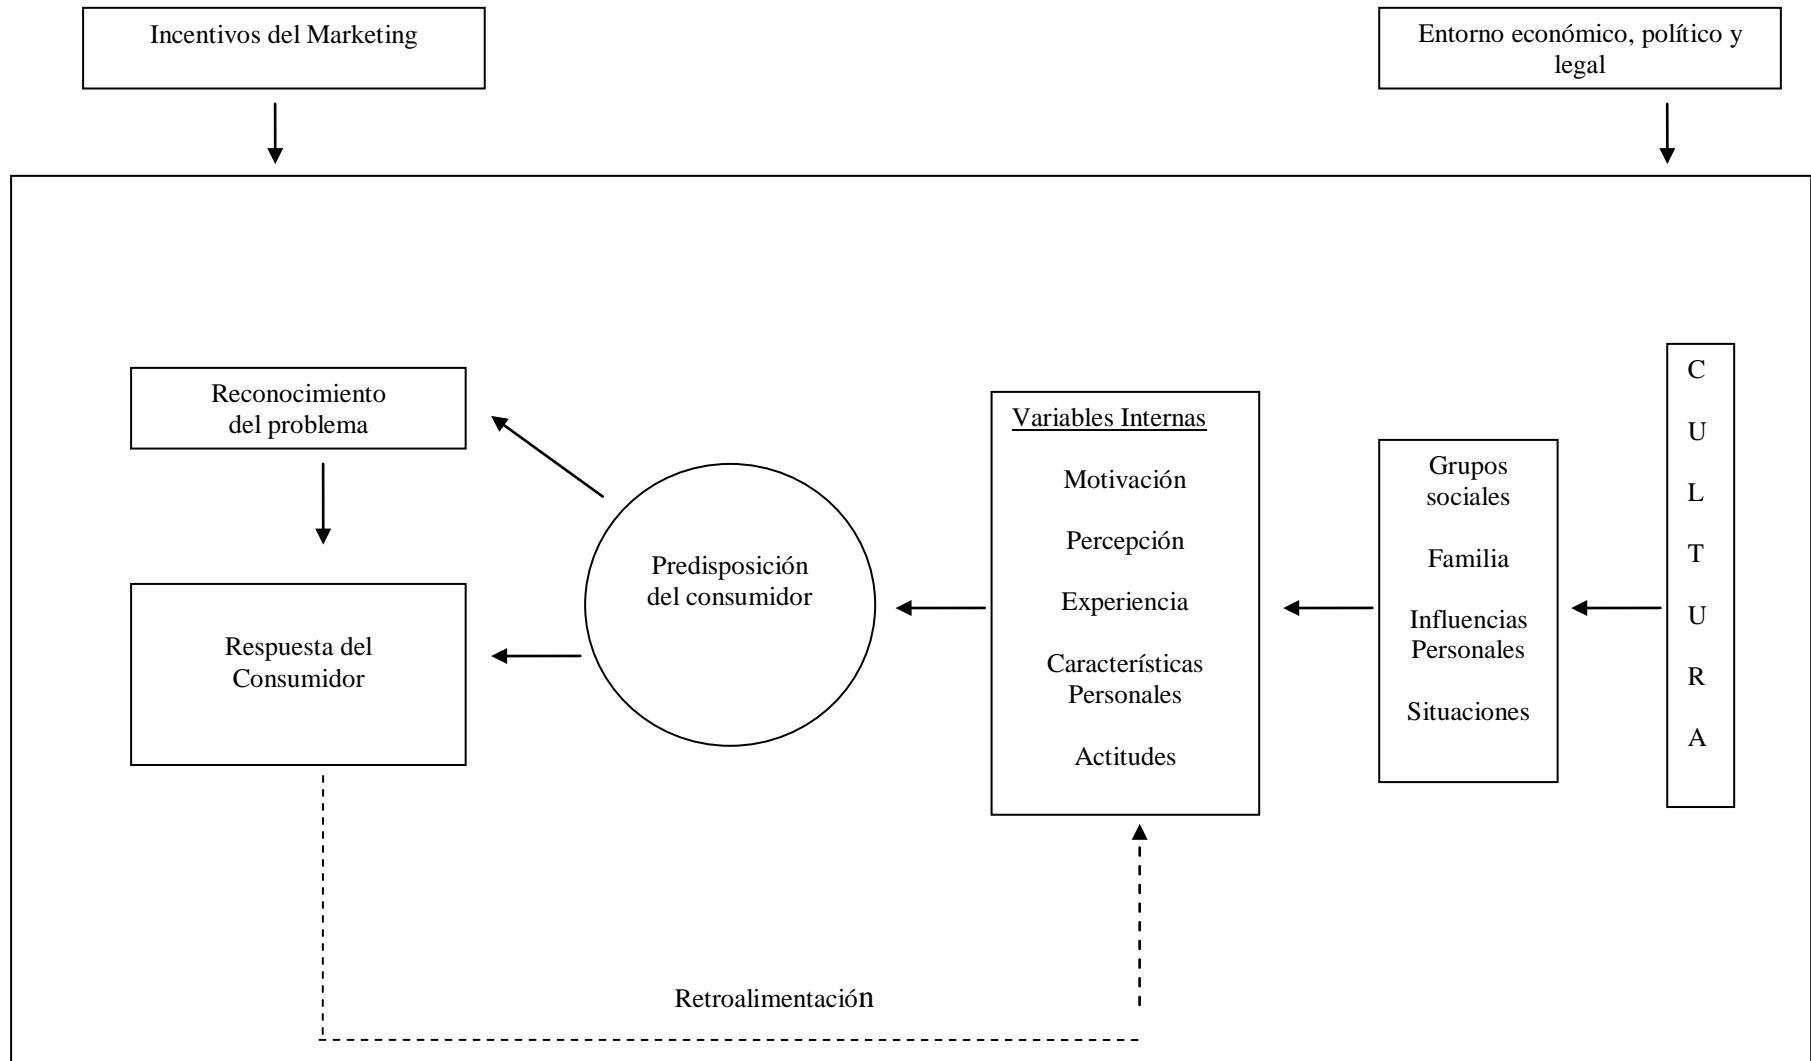 Incentivos del Marketing
Entorno económico, político y
legal
Reconocimiento
del problema
Respuesta del
Consumidor
Predisposición
del consumidor
Variables Internas
Motivación
Percepción
Experiencia
Característicias
Personales
Actitudes
Grupos
sociales
Familia
Influencias
Personales
Situaciones
C
U
L
T
U
R
A
Retroalimentación